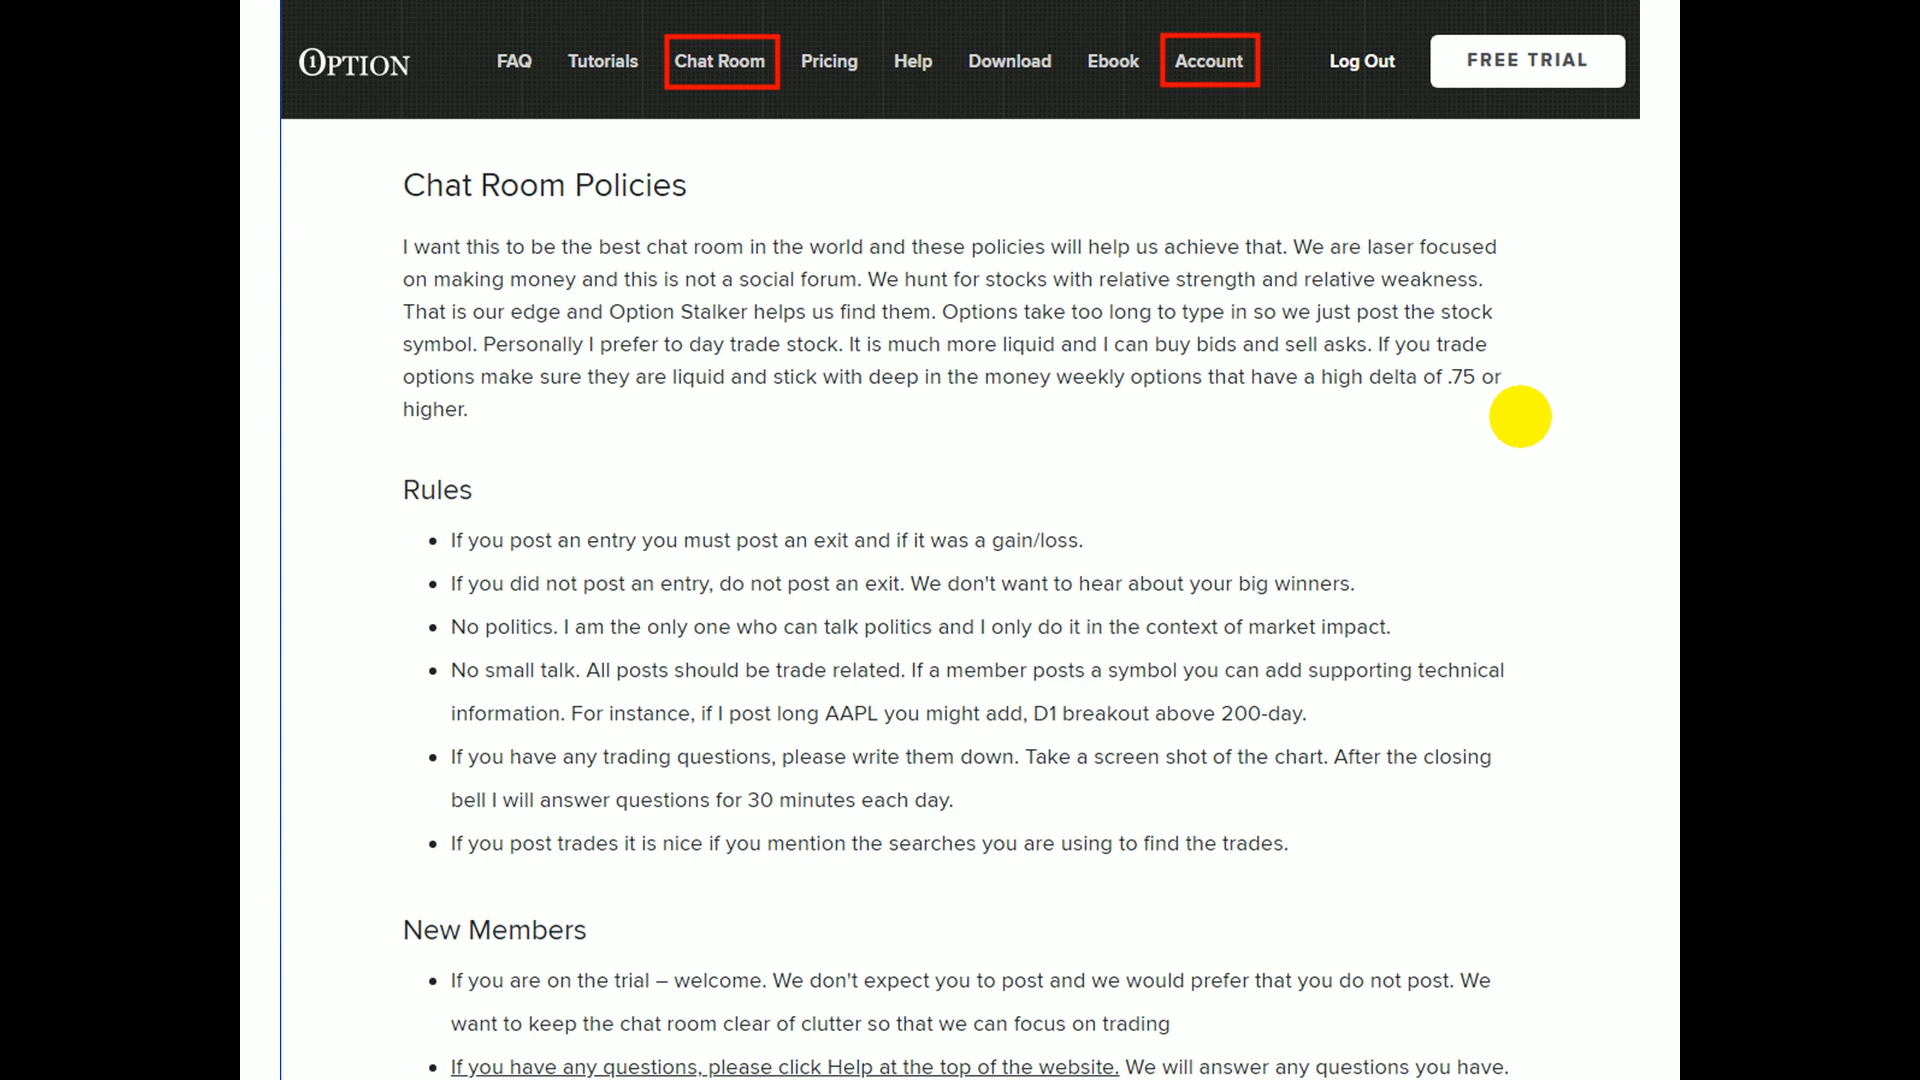 1OPTION FAQ Tutorials Chat Room Pricing Help Download Ebook Account Log Out FREE TRIAL
Chat Room Policies
I want this to be the best chat room in the world and these policies will help us achieve that. We are laser focused
on making money and this is not a social forum. We hunt for stocks with relative strength and relative weakness.
That is our edge and Option Stalker helps us find them. Options take too long to type in so we just post the stock
symbol. Personally I prefer to day trade stock. It is much more liquid and I can buy bids and sell asks. If you trade
options make sure they are liquid and stick with deep in the money weekly options that have a high delta of .75 or
higher.
Rules
• If you post an entry you must post an exit and if it was a gain/loss.
• If you did not post an entry, do not post an exit. We don't want to hear about your big winners.
• No politics. I am the only one who can talk politics and I only do it in the context of market impact.
• No small talk. All posts should be trade related. If a member posts a symbol you can add supporting technical
information. For instance, if I post long AAPL you might add, D1 breakout above 200-day.
• If you have any trading questions, please write them down. Take a screen shot of the chart. After the closing
bell I will answer questions for 30 minutes each day.
• If you post trades it is nice if you mention the searches you are using to find the trades.
New Members
• If you are on the trial – welcome. We don't expect you to post and we would prefer that you do not post. We
want to keep the chat room clear of clutter so that we can focus on trading
• If you have any questions, please click Help at the top of the website. We will answer any questions you have.